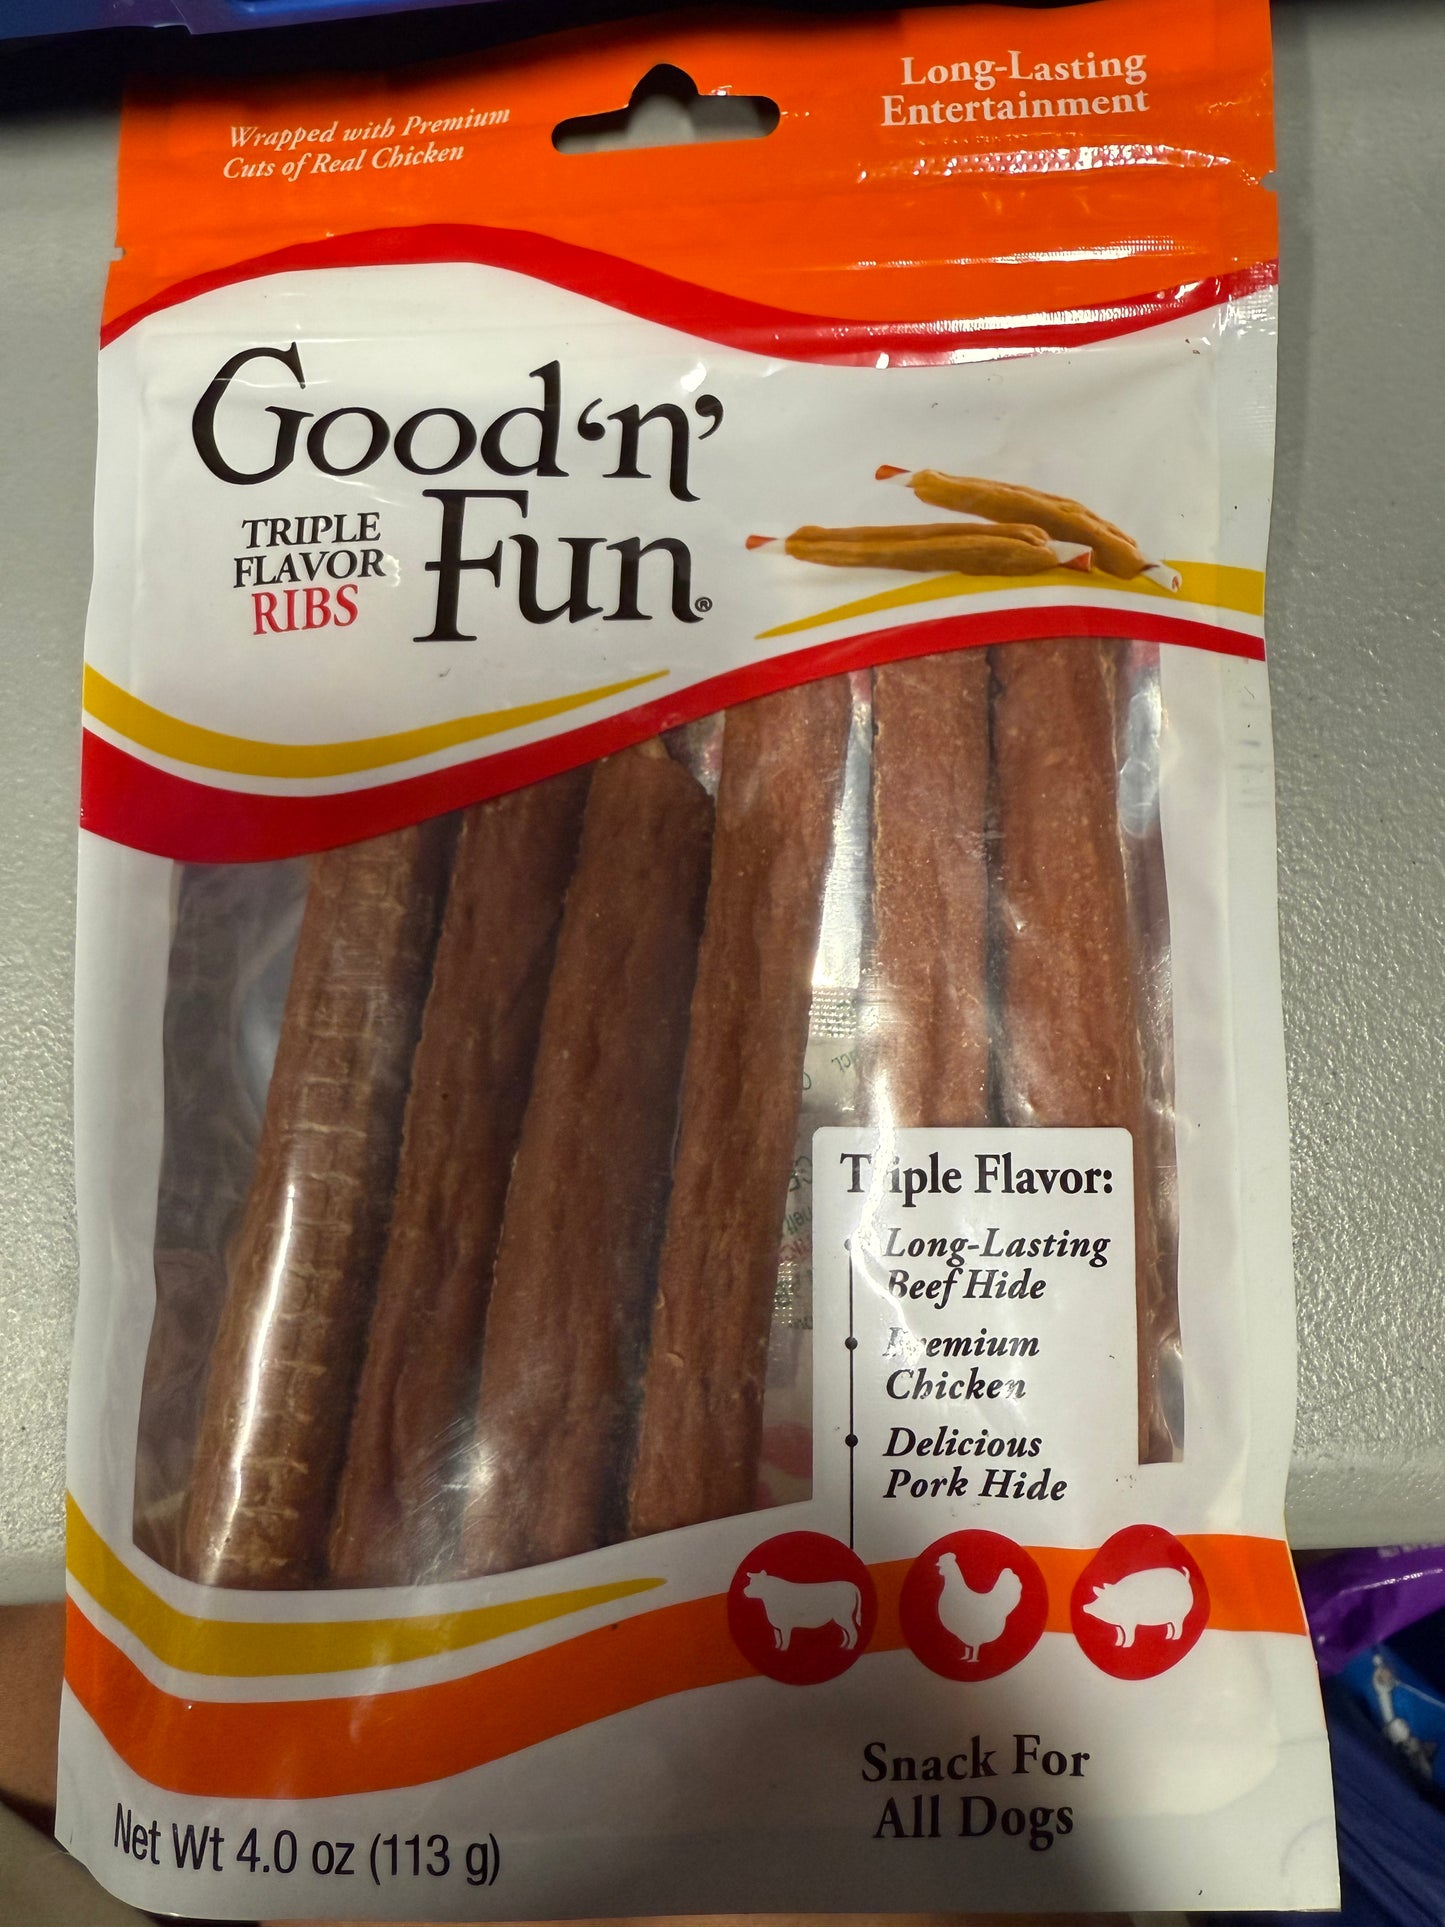 Wrapped with Premium
Cuts of Real Chicken
Long-Lasting
Entertainment
Good 'n'
Fun®
TRIPLE
FLAVOR
RIBS
Triple Flavor:
Long-Lasting
Beef Hide
Premium
Chicken
Delicious
Pork Hide
Snack For
All Dogs
Net Wt 4.0 oz (113 g)